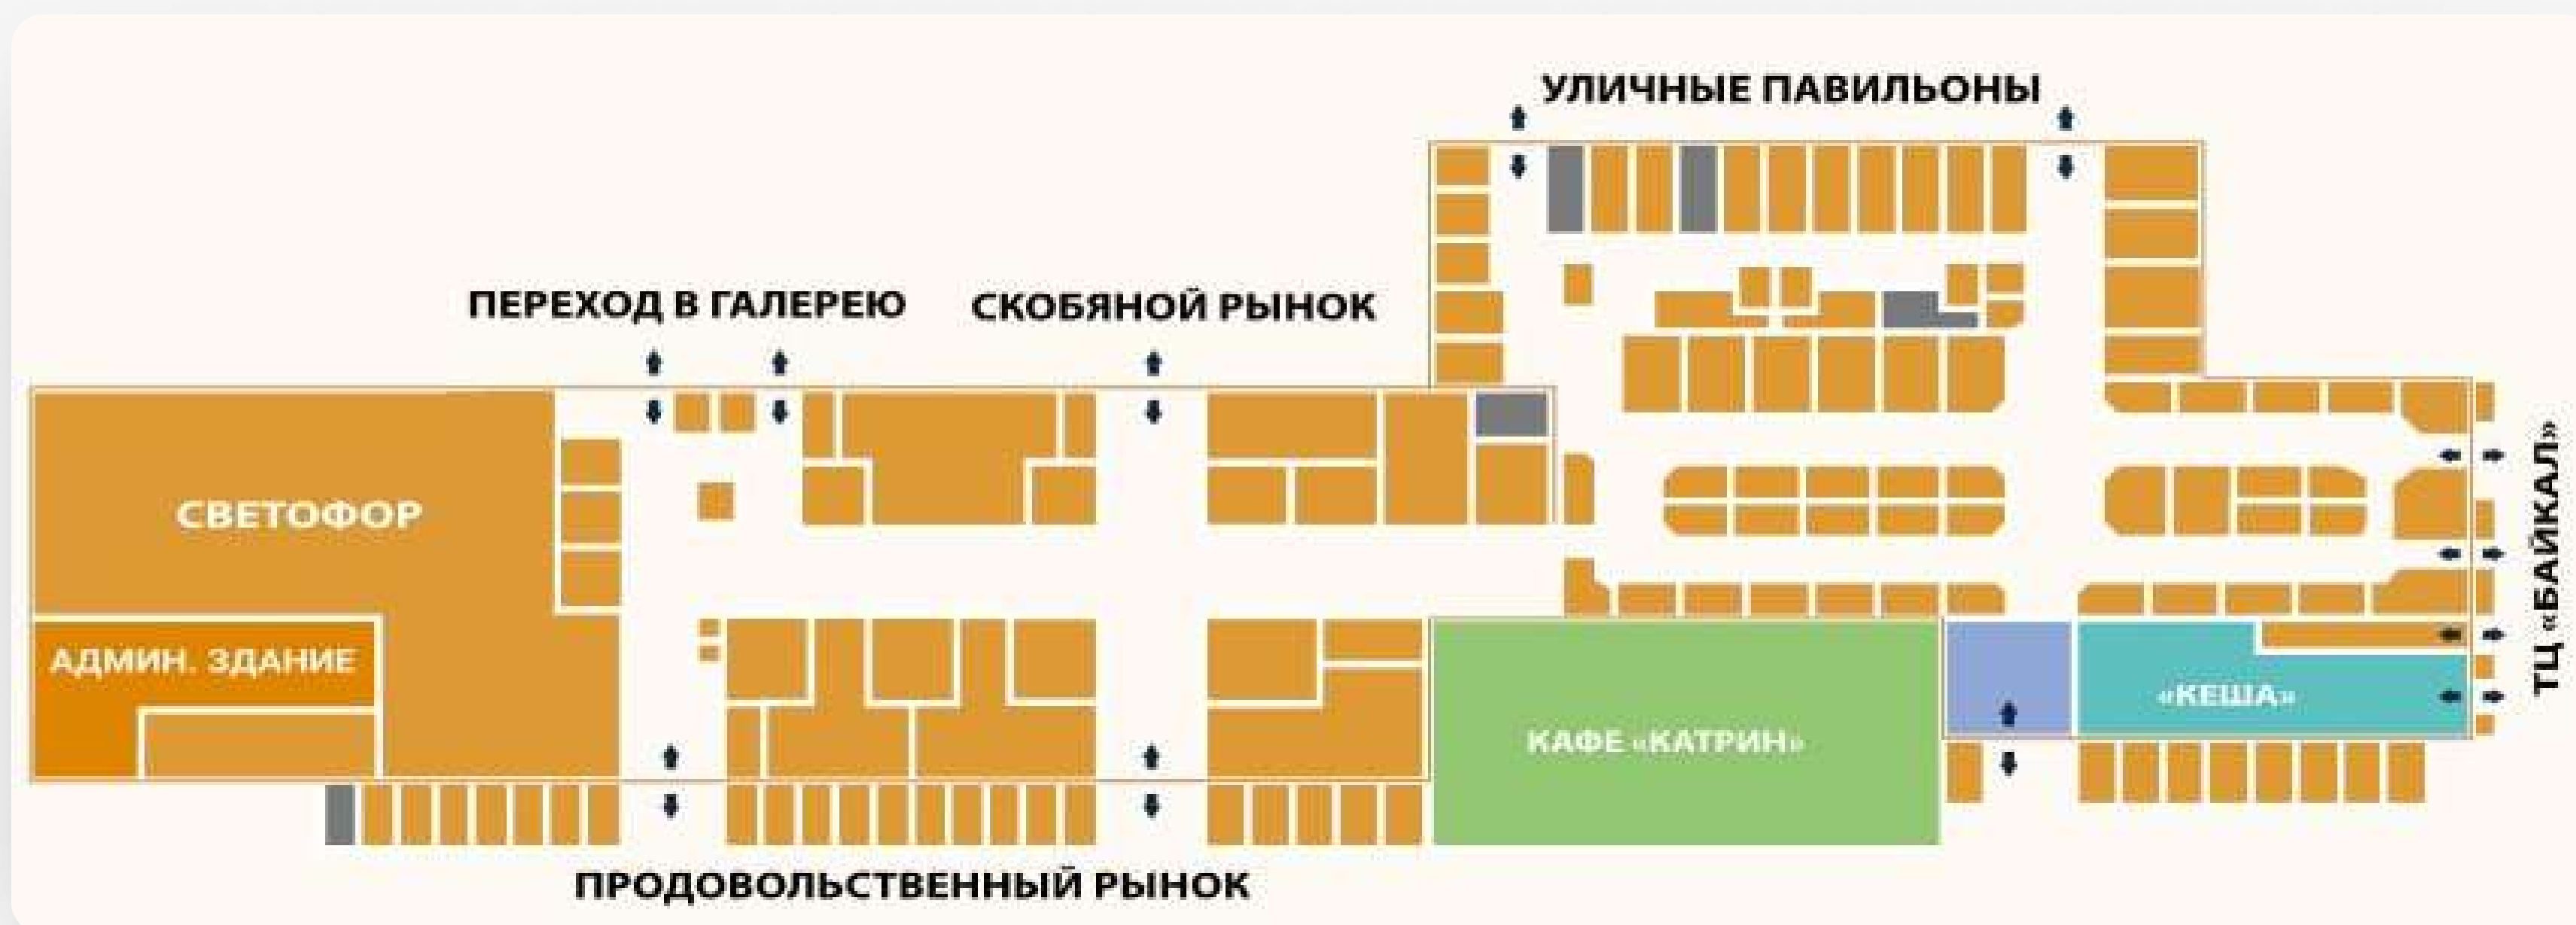 УЛИЧНЫЕ ПАВИЛЬОНЫ
ПЕРЕХОД В ГАЛЕРЕЮ
СКОБЯНОЙ РЫНОК
СВЕТОФОР
АДМИН. ЗДАНИЕ
КАФЕ «КАТРИН»
«КЕША»
ТЦ «БАЙКАЛ»
ПРОДОВОЛЬСТВЕННЫЙ РЫНОК